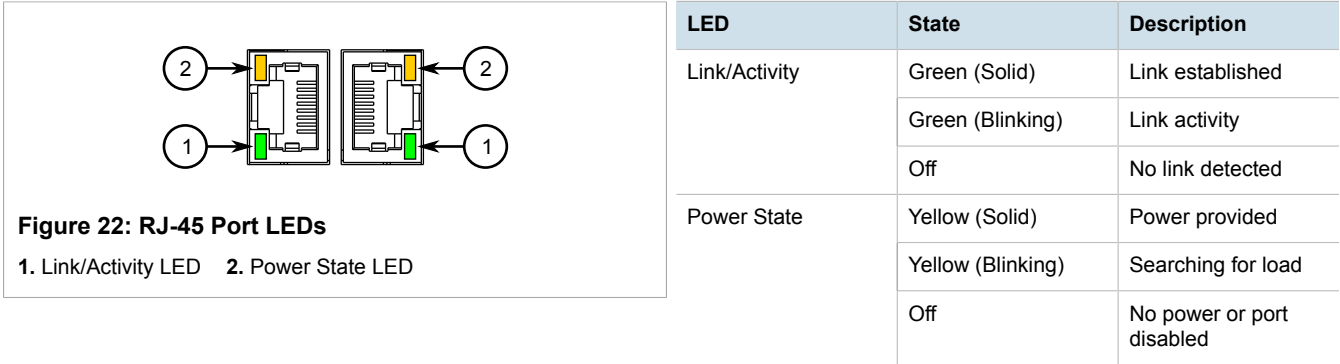 2
2
1
1
Figure 22: RJ-45 Port LEDs
1. Link/Activity LED 2. Power State LED
LED State Description
Link/Activity Green (Solid) Link established
Green (Blinking) Link activity
Off No link detected
Power State Yellow (Solid) Power provided
Yellow (Blinking) Searching for load
Off No power or port
disabled